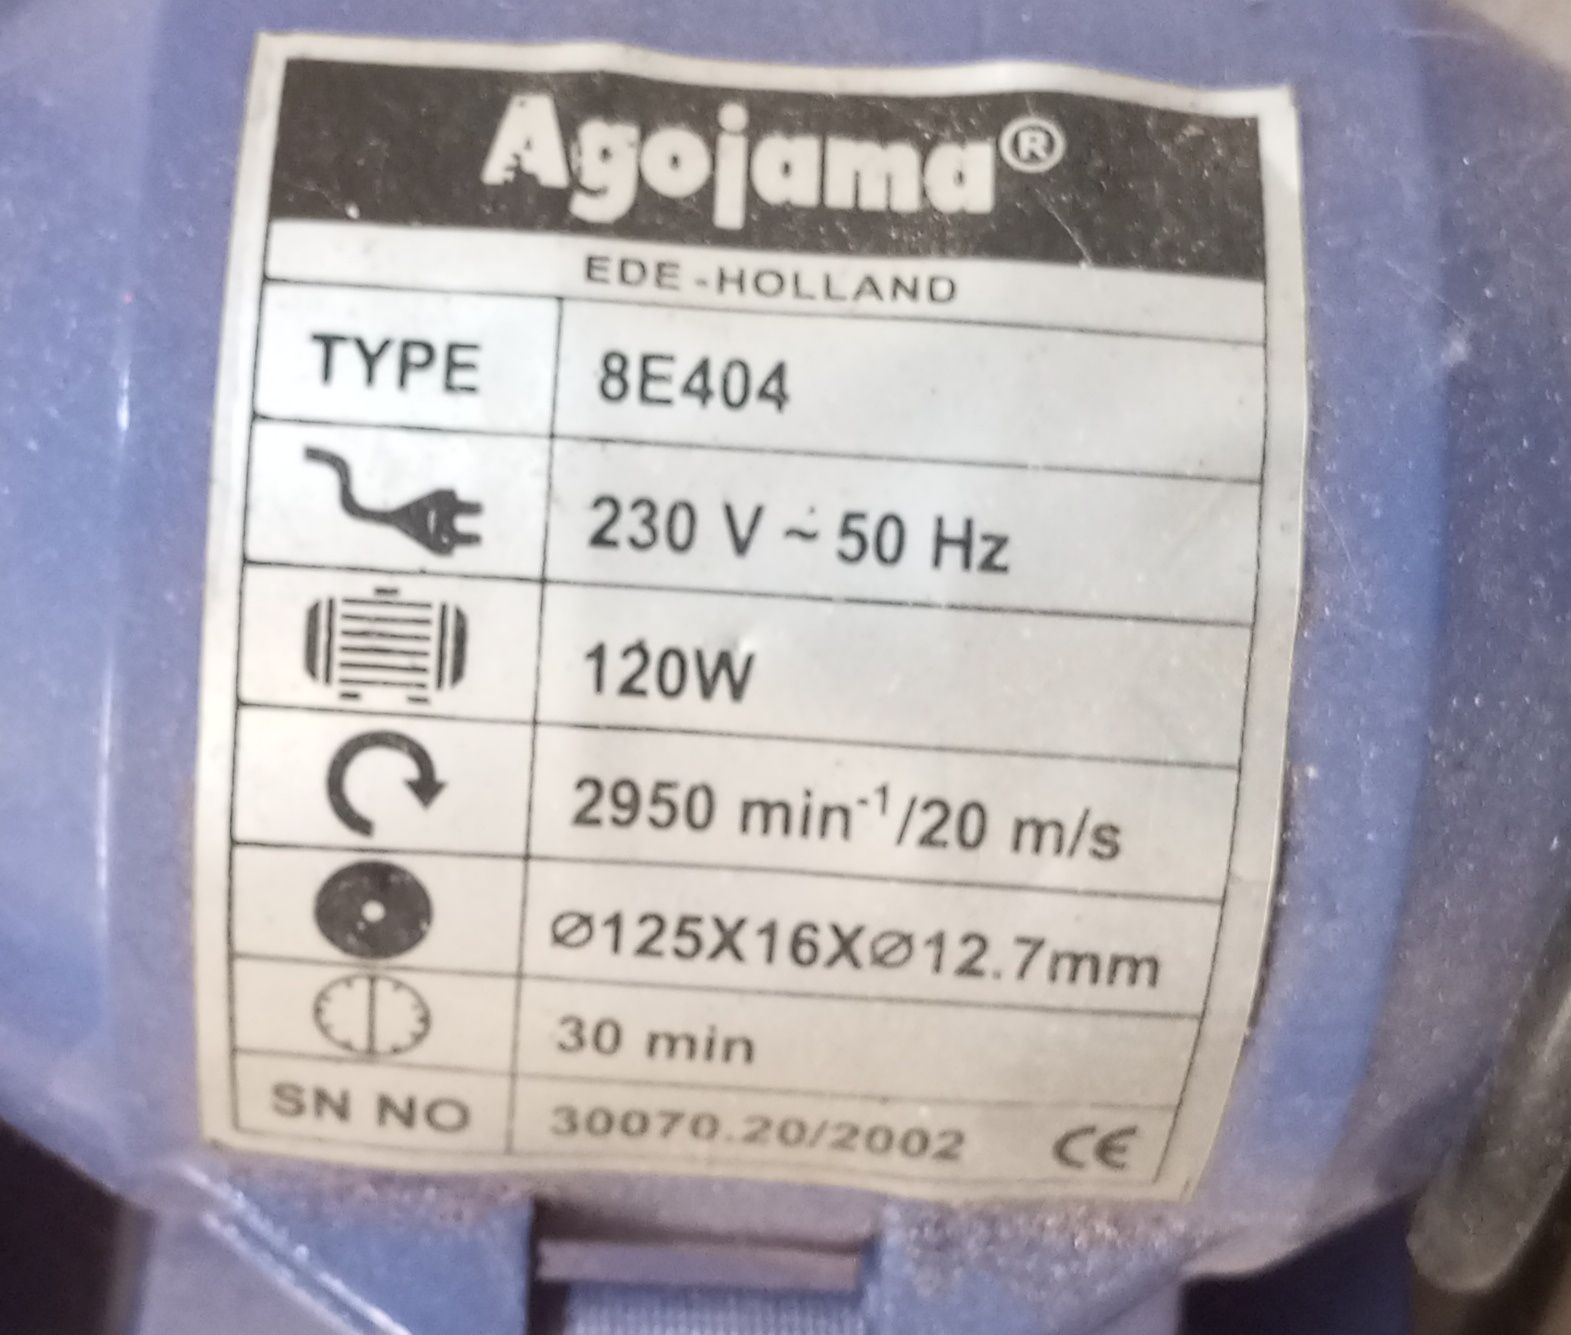 Agojama®
EDE-HOLLAND
TYPE 8E404
230 V ~ 50 Hz
120W
2950 min⁻¹/20 m/s
⌀125X16X⌀12.7mm
30 min
SN NO 30070.20/2002 CE